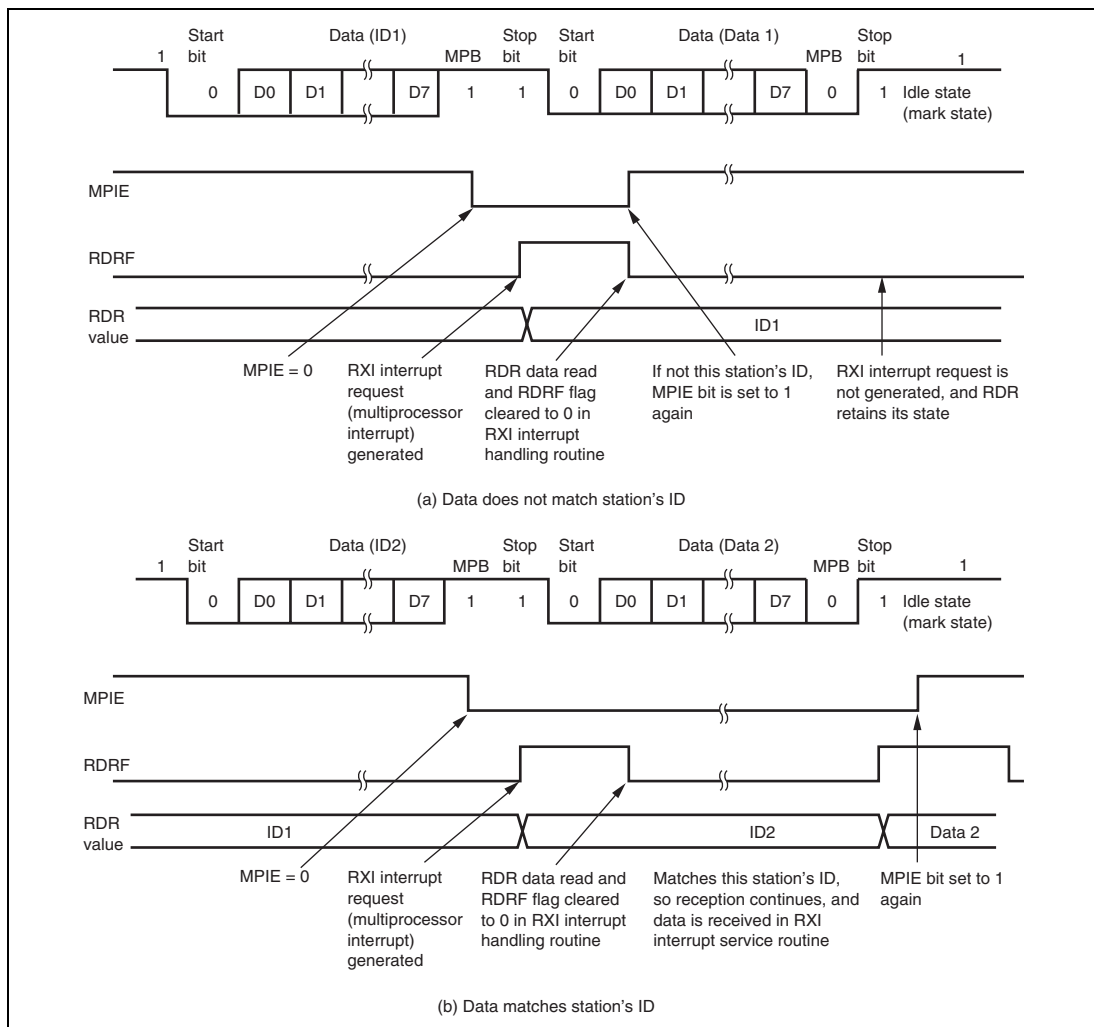 Start Data (ID1) Stop Start Data (Data 1) Stop
1 bit MPB bit bit MPB bit 1
0 D0 D1 D7 1 1 0 D0 D1 D7 0 1 Idle state
(mark state)
MPIE
RDRF
RDR
value
ID1
MPIE = 0
RXI interrupt
request
(multiprocessor
interrupt)
generated
RDR data read
and RDRF flag
cleared to 0 in
RXI interrupt
handling routine
If not this station's ID,
MPIE bit is set to 1
again
RXI interrupt request is
not generated, and RDR
retains its state
(a) Data does not match station's ID
Start Data (ID2) Stop Start Data (Data 2) Stop
1 bit MPB bit bit MPB bit 1
0 D0 D1 D7 1 1 0 D0 D1 D7 0 1 Idle state
(mark state)
MPIE
RDRF
RDR
value
ID1 ID2 Data 2
MPIE = 0
RXI interrupt
request
(multiprocessor
interrupt)
generated
RDR data read and
RDRF flag cleared
to 0 in RXI interrupt
handling routine
Matches this station's ID,
so reception continues, and
data is received in RXI
interrupt service routine
MPIE bit set to 1
again
(b) Data matches station's ID